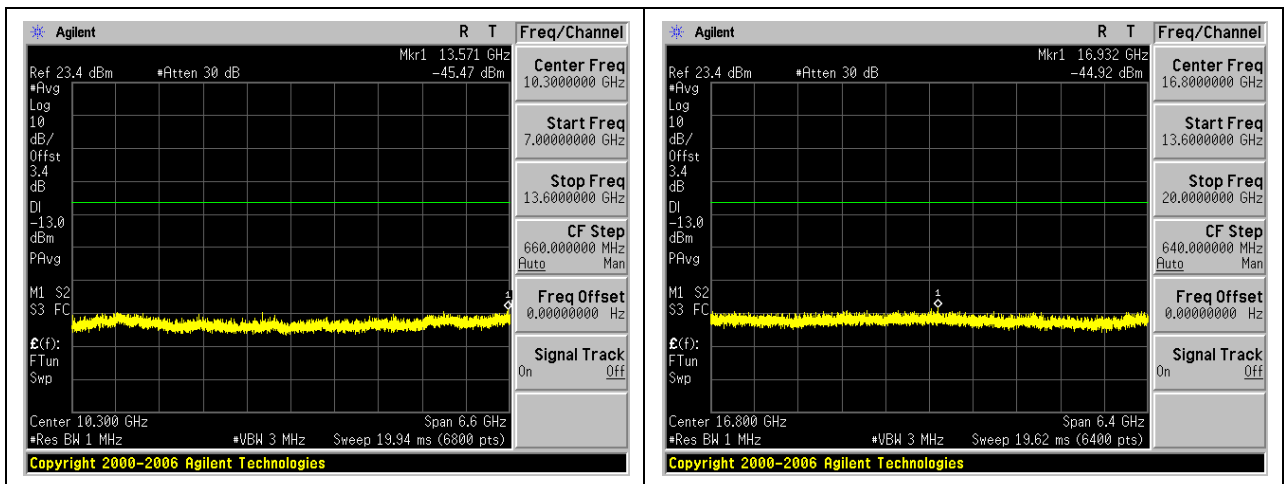 Agilent
R T
Freq/Channel
Mkr1 13.571 GHz
Ref 23.4 dBm #Atten 30 dB -45.47 dBm
#Avg
Log
10
dB/
Offst
3.4
dB
DI
-13.0
dBm
PAvg
M1 S2
S3 FC
£(f):
FTun
Swp
1
Center 10.300 GHz Span 6.6 GHz
#Res BW 1 MHz #VBW 3 MHz Sweep 19.94 ms (6800 pts)
Copyright 2000-2006 Agilent Technologies
Center Freq
10.3000000 GHz
Start Freq
7.00000000 GHz
Stop Freq
13.6000000 GHz
CF Step
660.000000 MHz
Auto Man
Freq Offset
0.00000000 Hz
Signal Track
On Off
Agilent
R T
Freq/Channel
Mkr1 16.932 GHz
Ref 23.4 dBm #Atten 30 dB -44.92 dBm
#Avg
Log
10
dB/
Offst
3.4
dB
DI
-13.0
dBm
PAvg
M1 S2
S3 FC
£(f):
FTun
Swp
1
Center 16.800 GHz Span 6.4 GHz
#Res BW 1 MHz #VBW 3 MHz Sweep 19.62 ms (6400 pts)
Copyright 2000-2006 Agilent Technologies
Center Freq
16.8000000 GHz
Start Freq
13.6000000 GHz
Stop Freq
20.0000000 GHz
CF Step
640.000000 MHz
Auto Man
Freq Offset
0.00000000 Hz
Signal Track
On Off